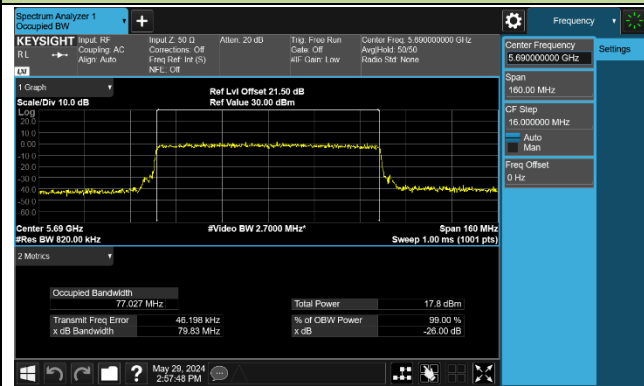 Spectrum Analyzer 1
Occupied BW
Frequency
KEYSIGHT
RL
LXI
Input: RF
Coupling: AC
Align: Auto
Input Z: 50 Ω
Corrections: Off
Freq Ref: Int (S)
NFE: Off
Atten: 20 dB
Trig: Free Run
Gate: Off
#IF Gain: Low
Center Freq: 5.690000000 GHz
Avg|Hold: 50/50
Radio Std: None
Center Frequency
5.690000000 GHz
Settings
Span
160.00 MHz
CF Step
16.000000 MHz
Auto
Man
Freq Offset
0 Hz
1 Graph
Scale/Div 10.0 dB
Ref Lvl Offset 21.50 dB
Ref Value 30.00 dBm
Log
20.0
10.0
0.00
-10.0
-20.0
-30.0
-40.0
-50.0
-60.0
Center 5.69 GHz
#Res BW 820.00 kHz
#Video BW 2.7000 MHz*
Span 160 MHz
Sweep 1.00 ms (1001 pts)
2 Metrics
Occupied Bandwidth
77.027 MHz
Total Power 17.8 dBm
Transmit Freq Error 46.198 kHz
% of OBW Power 99.00 %
x dB Bandwidth 79.83 MHz
x dB -26.00 dB
May 29, 2024
2:57:48 PM